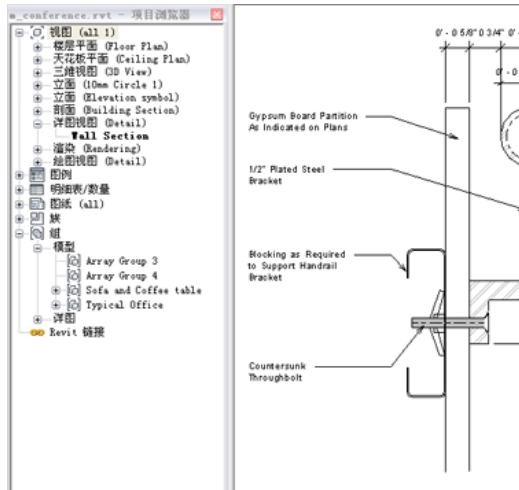 m_conference.rvt - 项目浏览器
视图 (all 1)
楼层平面 (Floor Plan)
天花板平面 (Ceiling Plan)
三维视图 (3D View)
立面 (10mm Circle 1)
立面 (Elevation symbol)
剖面 (Building Section)
详图视图 (Detail)
Wall Section
渲染 (Rendering)
绘图视图 (Detail)
图例
明细表/数量
图纸 (all)
族
组
模型
Array Group 3
Array Group 4
Sofa and Coffee table
Typical Office
详图
Revit 链接
0' - 0 5/8" 0 3/4" 0' - 0
0' - 0
Gypsum Board Partition
As Indicated on Plans
1/2" Plated Steel
Bracket
Blocking as Required
to Support Handrail
Bracket
Countersunk
Throughbolt